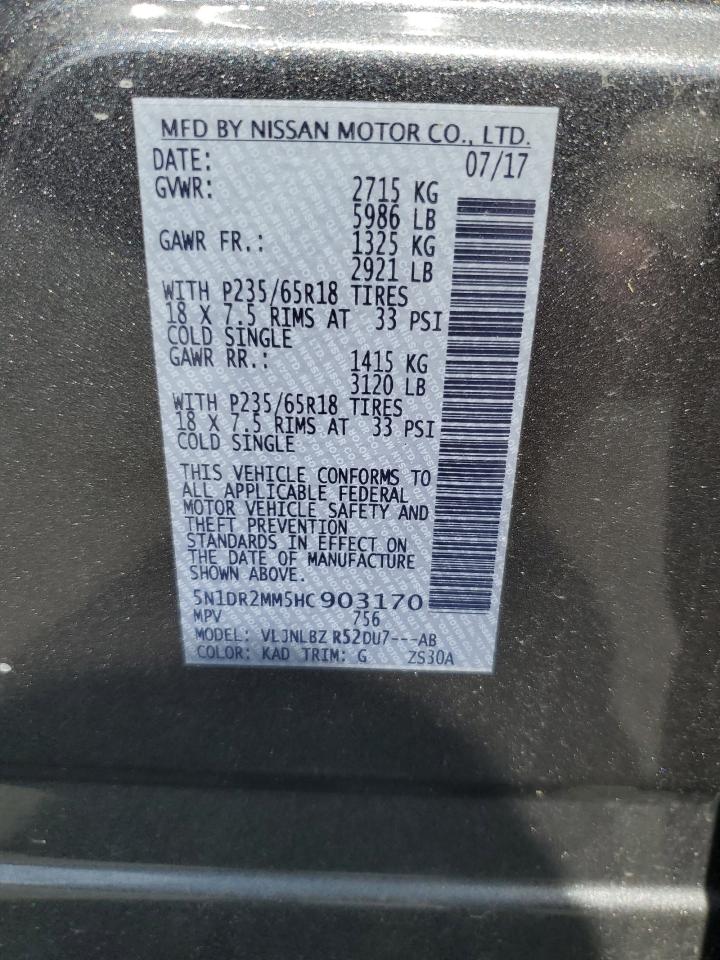 MFD BY NISSAN MOTOR CO., LTD.
DATE: 07/17
GVWR: 2715 KG
5986 LB
GAWR FR.: 1325 KG
2921 LB
WITH P235/65R18 TIRES
18 X 7.5 RIMS AT 33 PSI
COLD SINGLE
GAWR RR.: 1415 KG
3120 LB
WITH P235/65R18 TIRES
18 X 7.5 RIMS AT 33 PSI
COLD SINGLE
THIS VEHICLE CONFORMS TO
ALL APPLICABLE FEDERAL
MOTOR VEHICLE SAFETY AND
THEFT PREVENTION
STANDARDS IN EFFECT ON
THE DATE OF MANUFACTURE
SHOWN ABOVE.
5N1DR2MM5HC903170
MPV 756
MODEL: VLJNLBZ R52DU7---AB
COLOR: KAD TRIM: G ZS30A